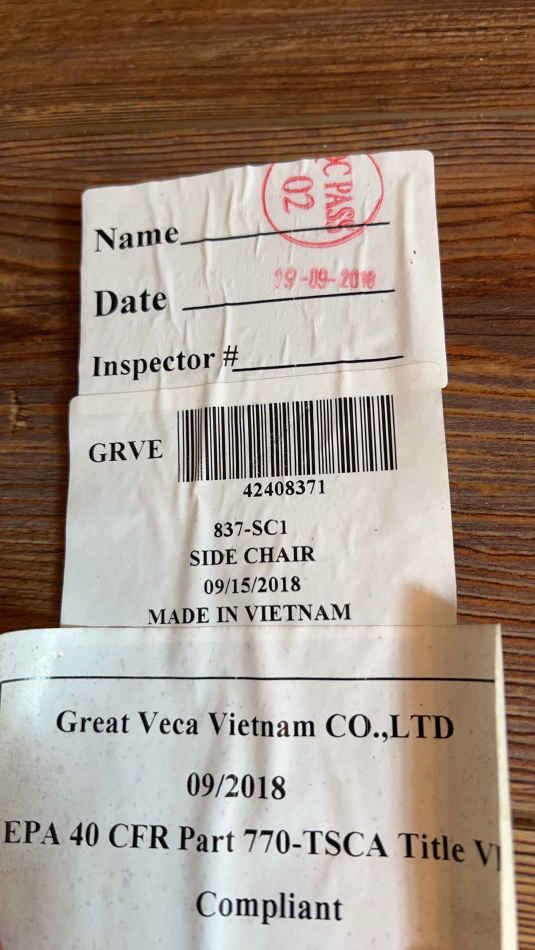 QC PASS
02
Name
19-09-2018
Date
Inspector #
GRVE
42408371
837-SC1
SIDE CHAIR
09/15/2018
MADE IN VIETNAM
Great Veca Vietnam CO.,LTD
09/2018
EPA 40 CFR Part 770-TSCA Title VI
Compliant